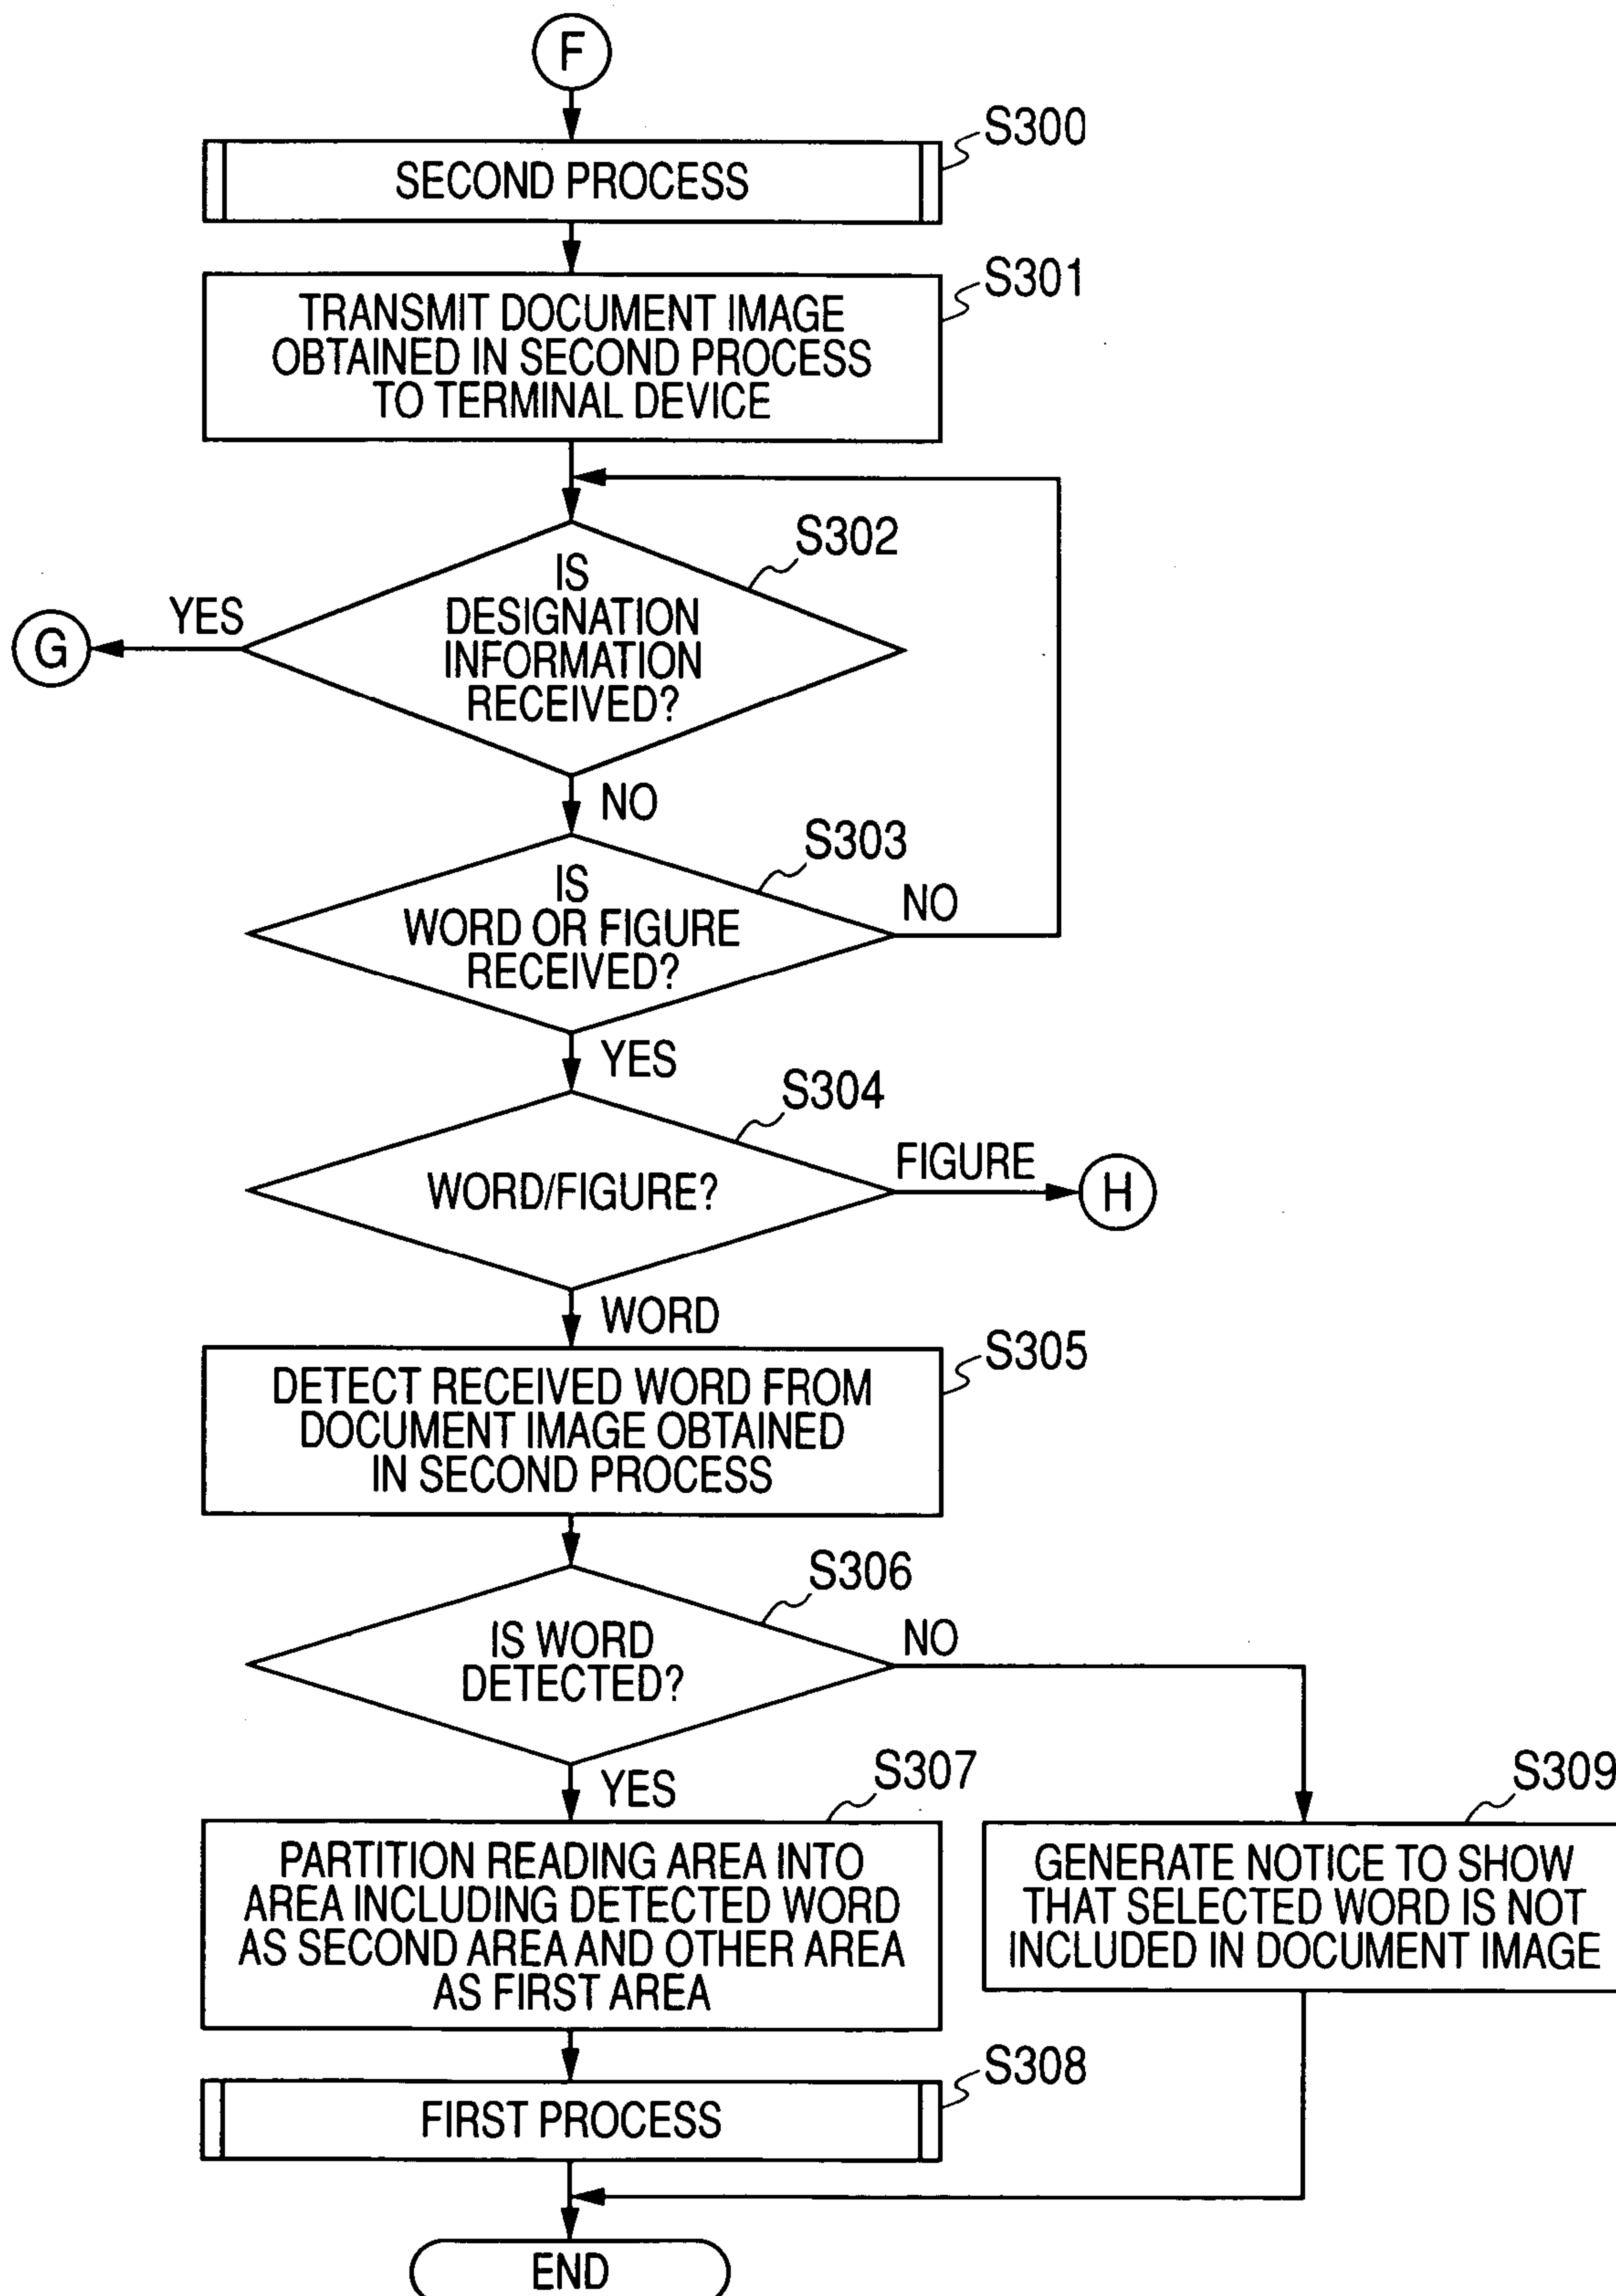 F
S300
SECOND PROCESS
S301
TRANSMIT DOCUMENT IMAGE
OBTAINED IN SECOND PROCESS
TO TERMINAL DEVICE
S302
IS
DESIGNATION
INFORMATION
RECEIVED?
YES
G
NO
S303
IS
WORD OR FIGURE
RECEIVED?
NO
YES
S304
WORD/FIGURE?
FIGURE
H
WORD
S305
DETECT RECEIVED WORD FROM
DOCUMENT IMAGE OBTAINED
IN SECOND PROCESS
S306
IS WORD
DETECTED?
NO
YES
S307
PARTITION READING AREA INTO
AREA INCLUDING DETECTED WORD
AS SECOND AREA AND OTHER AREA
AS FIRST AREA
S309
GENERATE NOTICE TO SHOW
THAT SELECTED WORD IS NOT
INCLUDED IN DOCUMENT IMAGE
S308
FIRST PROCESS
END